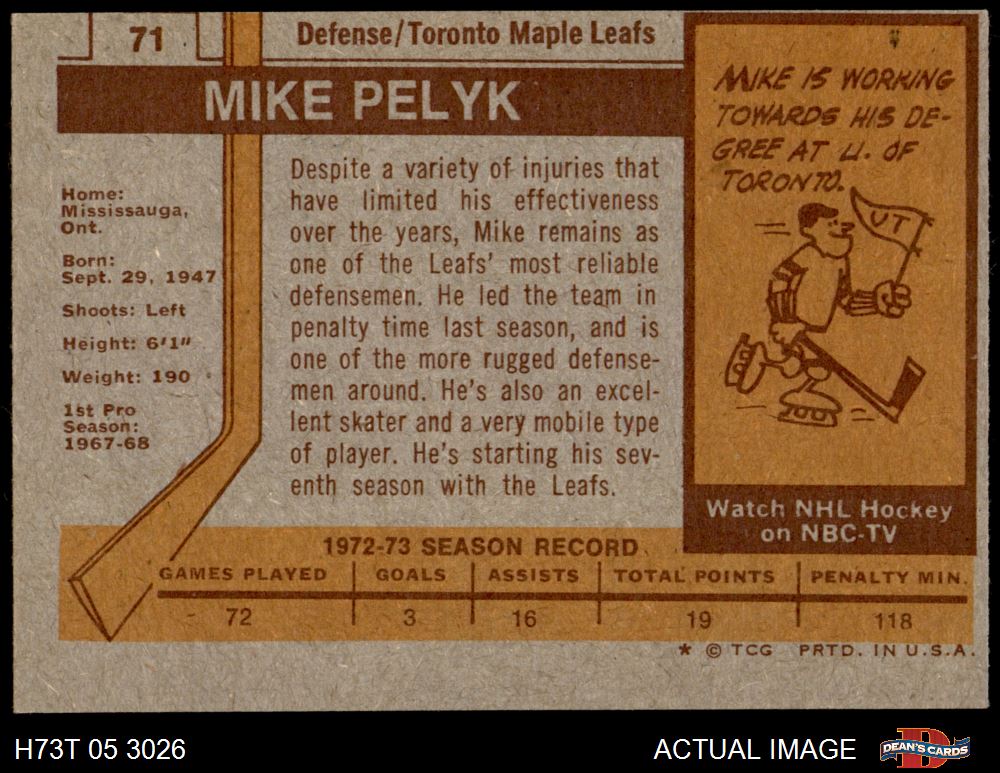 71
Defense/Toronto Maple Leafs
MIKE PELYK
Home:
Mississauga,
Ont.
Born:
Sept. 29, 1947
Shoots: Left
Height: 6'1"
Weight: 190
1st Pro
Season:
1967-68
Despite a variety of injuries that
have limited his effectiveness
over the years, Mike remains as
one of the Leafs' most reliable
defensemen. He led the team in
penalty time last season, and is
one of the more rugged defense-
men around. He's also an excel-
lent skater and a very mobile type
of player. He's starting his sev-
enth season with the Leafs.
MIKE IS WORKING
TOWARDS HIS DE-
GREE AT U. OF
TORONTO.
UT
Watch NHL Hockey
on NBC-TV
1972-73 SEASON RECORD
GAMES PLAYED GOALS ASSISTS TOTAL POINTS PENALTY MIN.
72 3 16 19 118
* © TCG PRTD. IN U.S.A.
H73T 05 3026
ACTUAL IMAGE
D
DEAN'S CARDS